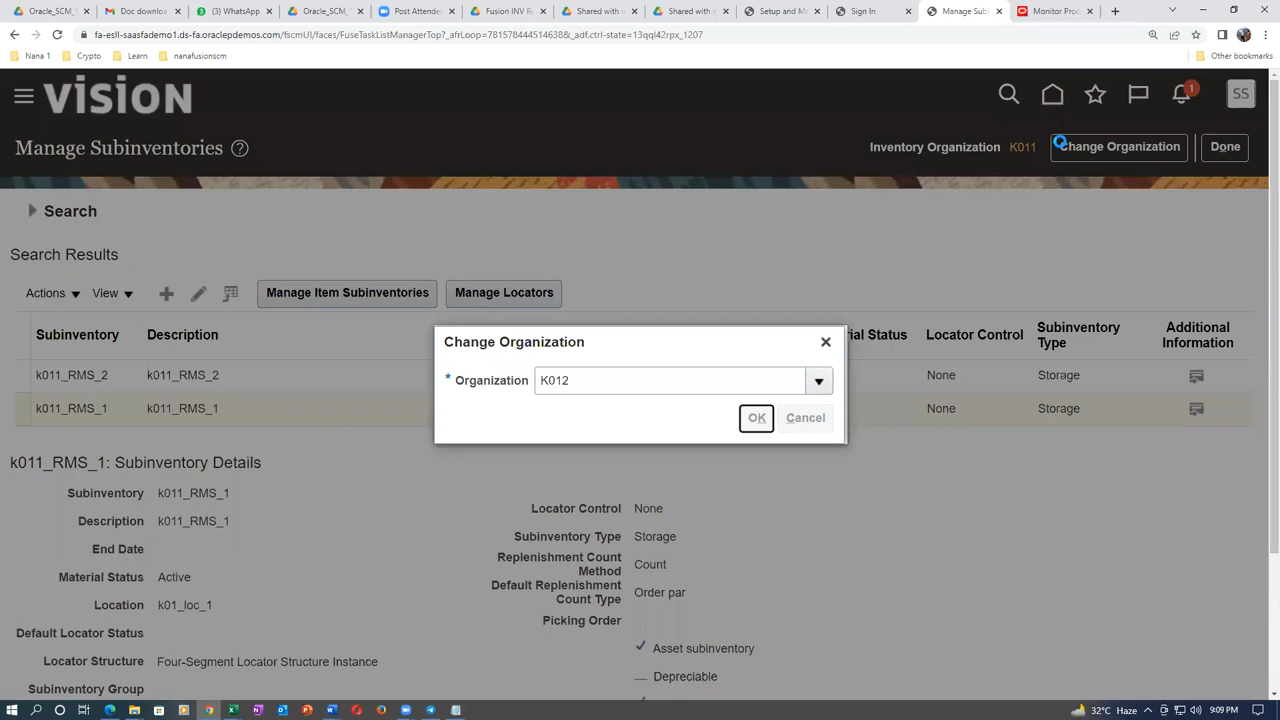 Oracle_SCM_
Doc downlo
(3) WhatsApp
Oracle_SCM_
Post Attende
Fusion INV R
Shared with
Shared with
Setup and M
Sign In
Manage Sub
Monitor Proc
fa-esll-saasfademo1.ds-fa.oraclepdemos.com/fscmUI/faces/FuseTaskListManagerTop?_afrLoop=78157844514638&_adf.ctrl-state=13qql42rpx_1207
Nana 1
Crypto
Learn
nanafusionscm
Other bookmarks
VISION
1
SS
Manage Subinventories ?
Inventory Organization K011
Change Organization
Done
Search
Search Results
Actions
View
Manage Item Subinventories
Manage Locators
Subinventory
Description
ial Status
Locator Control
Subinventory Type
Additional Information
k011_RMS_2
k011_RMS_2
None
Storage
k011_RMS_1
k011_RMS_1
None
Storage
Change Organization
* Organization K012
OK
Cancel
k011_RMS_1: Subinventory Details
Subinventory k011_RMS_1
Description k011_RMS_1
End Date
Material Status Active
Location k01_loc_1
Default Locator Status
Locator Structure Four-Segment Locator Structure Instance
Subinventory Group
Locator Control None
Subinventory Type Storage
Replenishment Count Method Count
Default Replenishment Count Type Order par
Picking Order
Asset subinventory
Depreciable
32°C Haze
ENG
09:09 PM